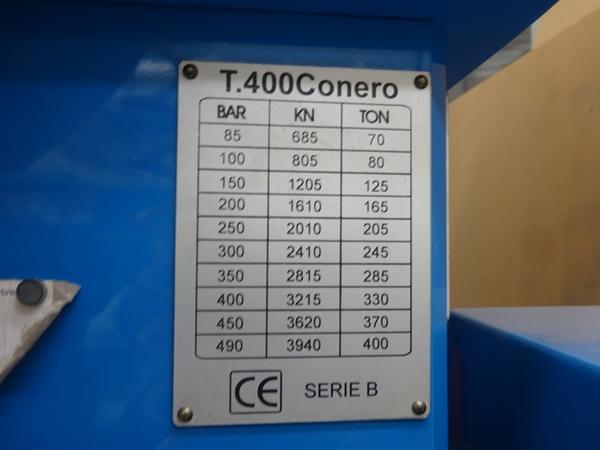 T.400Conero
BAR KN TON
85 685 70
100 805 80
150 1205 125
200 1610 165
250 2010 205
300 2410 245
350 2815 285
400 3215 330
450 3620 370
490 3940 400
CE SERIE B